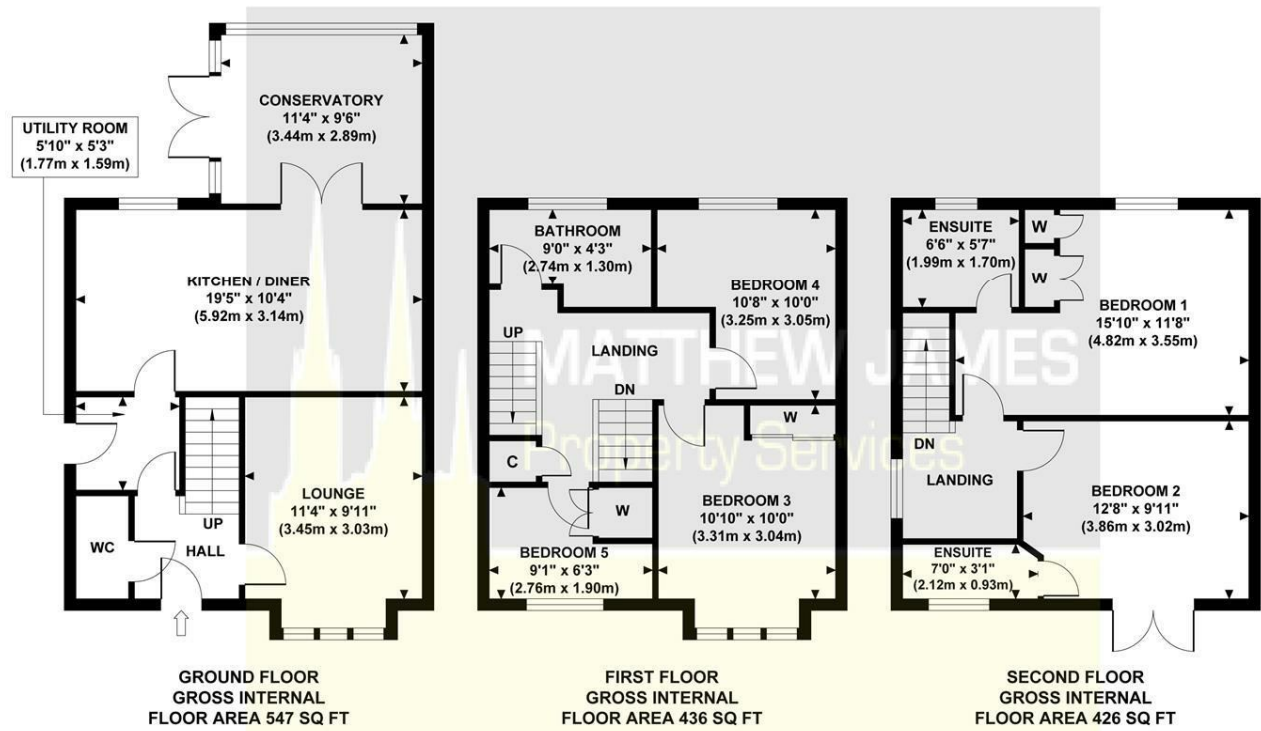 CONSERVATORY
11'4" x 9'6"
(3.44m x 2.89m)
UTILITY ROOM
5'10" x 5'3"
(1.77m x 1.59m)
KITCHEN / DINER
19'5" x 10'4"
(5.92m x 3.14m)
LOUNGE
11'4" x 9'11"
(3.45m x 3.03m)
UP
HALL
WC
GROUND FLOOR
GROSS INTERNAL
FLOOR AREA 547 SQ FT
BATHROOM
9'0" x 4'3"
(2.74m x 1.30m)
BEDROOM 4
10'8" x 10'0"
(3.25m x 3.05m)
UP
LANDING
DN
W
C
W
BEDROOM 3
10'10" x 10'0"
(3.31m x 3.04m)
BEDROOM 5
9'1" x 6'3"
(2.76m x 1.90m)
FIRST FLOOR
GROSS INTERNAL
FLOOR AREA 436 SQ FT
ENSUITE
6'6" x 5'7"
(1.99m x 1.70m)
W
W
BEDROOM 1
15'10" x 11'8"
(4.82m x 3.55m)
DN
LANDING
BEDROOM 2
12'8" x 9'11"
(3.86m x 3.02m)
ENSUITE
7'0" x 3'1"
(2.12m x 0.93m)
SECOND FLOOR
GROSS INTERNAL
FLOOR AREA 426 SQ FT
MATTHEW JAMES
Property Services